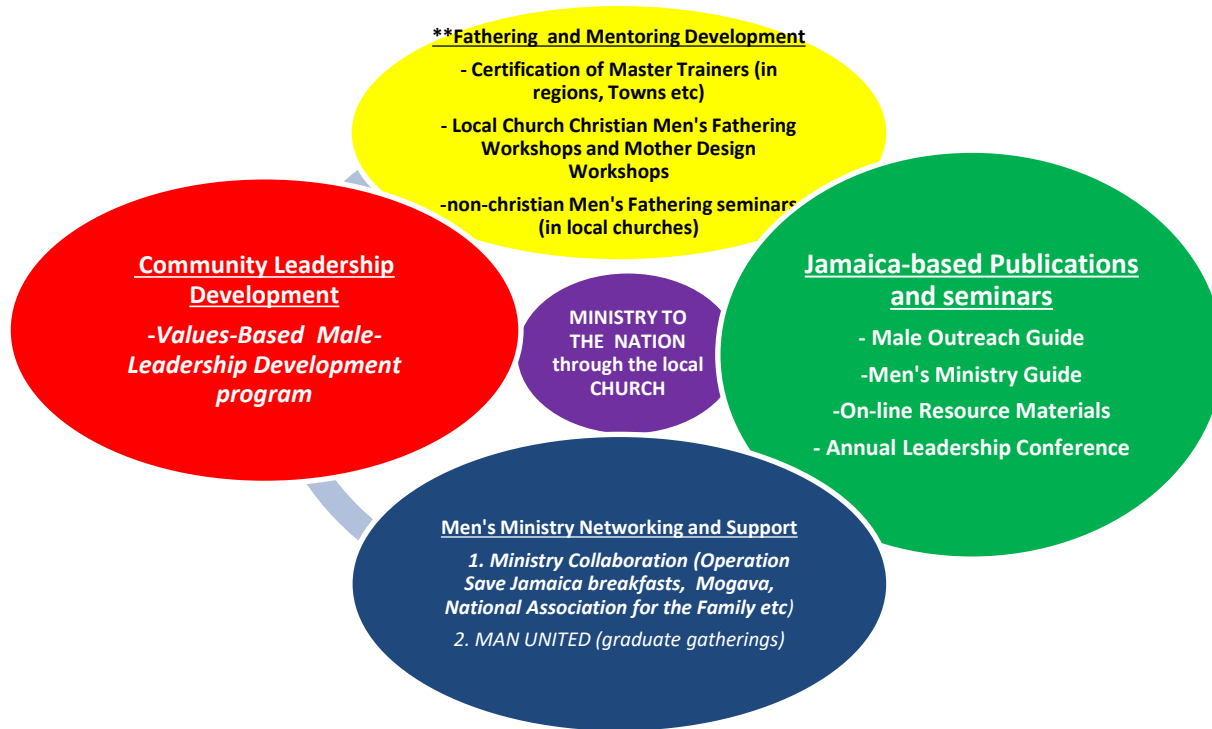 **Fathering and Mentoring Development
- Certification of Master Trainers (in
regions, Towns etc)
- Local Church Christian Men's Fathering
Workshops and Mother Design
Workshops
-non-christian Men's Fathering seminars
(in local churches)
Community Leadership
Development
-Values-Based Male-
Leadership Development
program
MINISTRY TO
THE NATION
through the local
CHURCH
Jamaica-based Publications
and seminars
- Male Outreach Guide
-Men's Ministry Guide
-On-line Resource Materials
- Annual Leadership Conference
Men's Ministry Networking and Support
1. Ministry Collaboration (Operation
Save Jamaica breakfasts, Mogava,
National Association for the Family etc)
2. MAN UNITED (graduate gatherings)